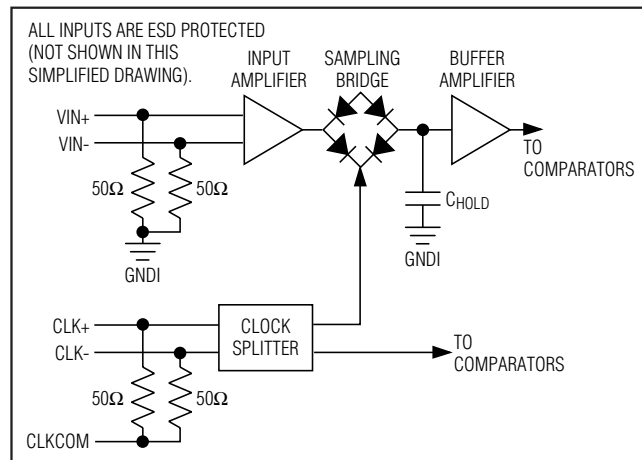 ALL INPUTS ARE ESD PROTECTED
(NOT SHOWN IN THIS
SIMPLIFIED DRAWING).
INPUT
AMPLIFIER
SAMPLING
BRIDGE
BUFFER
AMPLIFIER
VIN+
VIN-
50Ω
50Ω
GNDI
TO
COMPARATORS
CHOLD
GNDI
CLK+
CLK-
CLOCK
SPLITTER
TO
COMPARATORS
50Ω
50Ω
CLKCOM